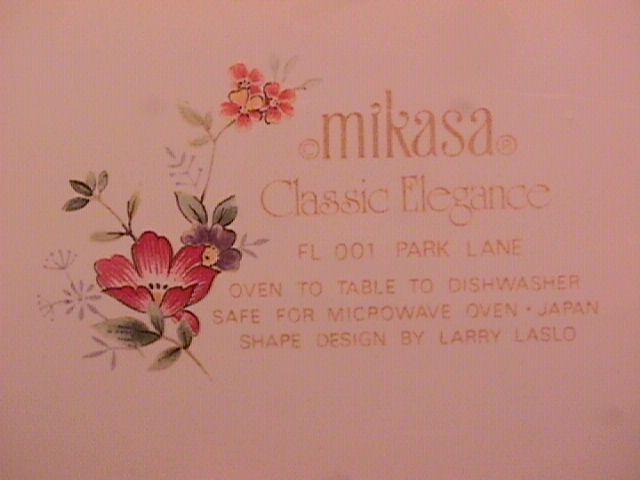 ©mikasa®
Classic Elegance
FL 001 PARK LANE
OVEN TO TABLE TO DISHWASHER
SAFE FOR MICROWAVE OVEN · JAPAN
SHAPE DESIGN BY LARRY LASLO